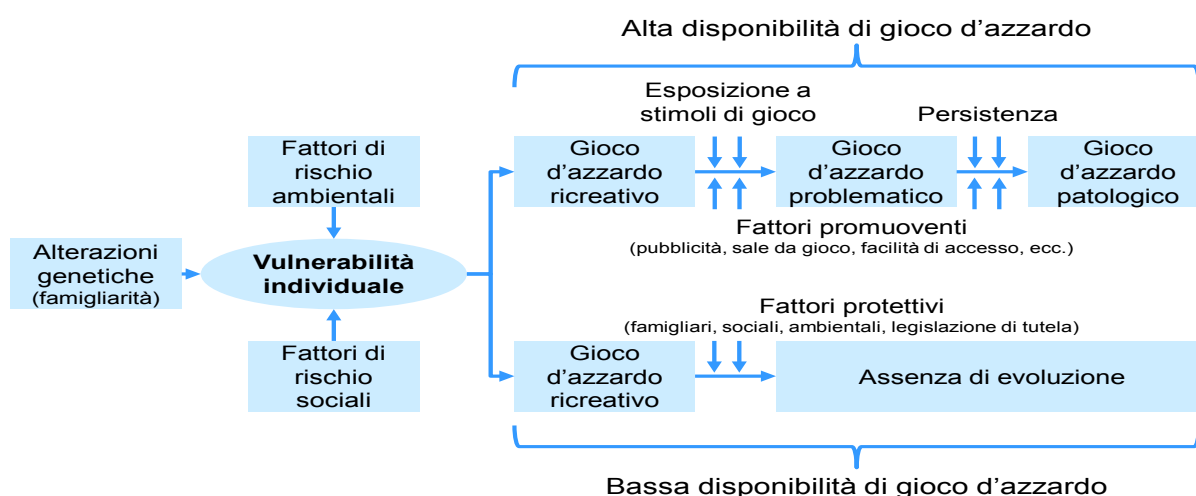 Alta disponibilità di gioco d'azzardo
Esposizione a
stimoli di gioco
Persistenza
Fattori di
rischio
ambientali
Gioco
d'azzardo
ricreativo
Gioco
d'azzardo
problematico
Gioco
d'azzardo
patologico
Fattori promuoventi
(pubblicità, sale da gioco, facilità di accesso, ecc.)
Alterazioni
genetiche
(famigliarità)
Vulnerabilità
individuale
Fattori protettivi
(famigliari, sociali, ambientali, legislazione di tutela)
Fattori di
rischio
sociali
Gioco
d'azzardo
ricreativo
Assenza di evoluzione
Bassa disponibilità di gioco d'azzardo